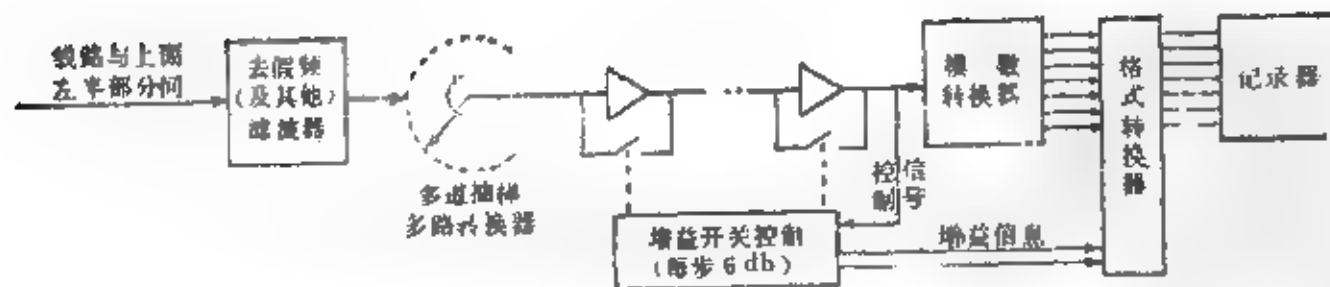 线路与上面
左半部分同
去假频
(及其他)
滤波器
多道抽样
多路转换器
增益开关控制
(每步6db)
控制
信号
增益信息
模数
转换器
格式转换器
记录器